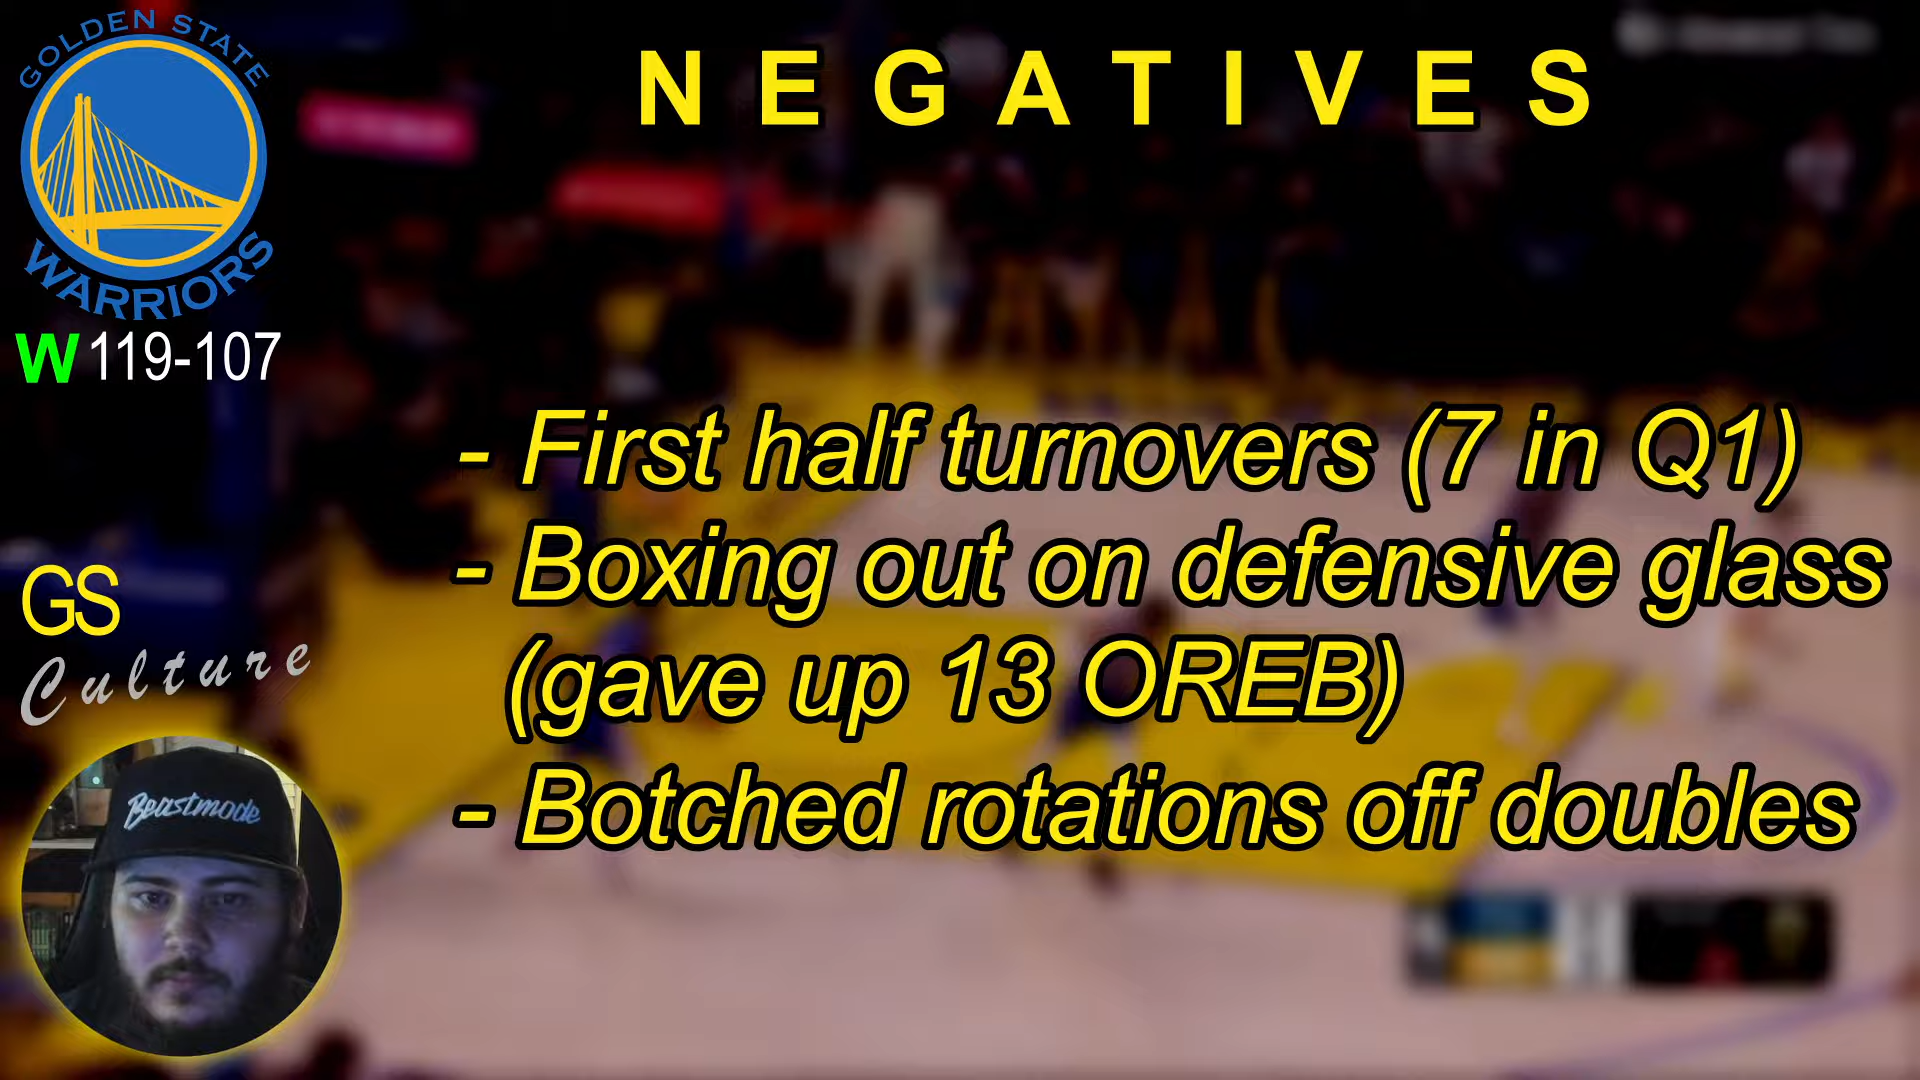 GOLDEN STATE
WARRIORS
W 119-107
NEGATIVES
- First half turnovers (7 in Q1)
- Boxing out on defensive glass
(gave up 13 OREB)
- Botched rotations off doubles
GS
Culture
Beastmode